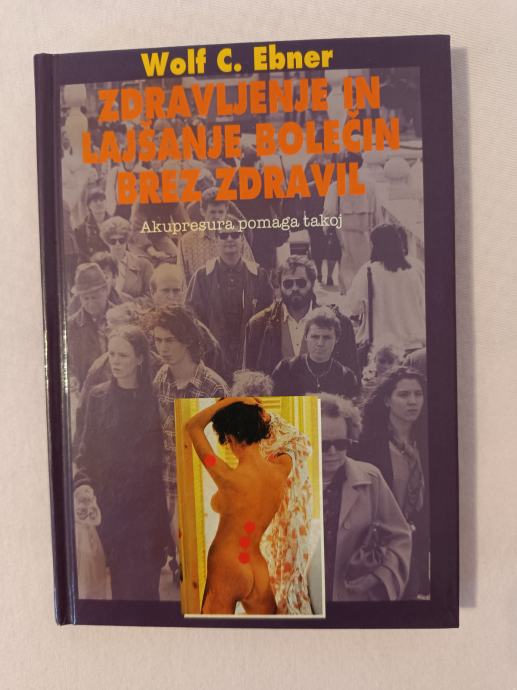 Wolf C. Ebner
ZDRAVLJENJE IN
LAJŠANJE BOLEČIN
BREZ ZDRAVIL
Akupresura pomaga takoj